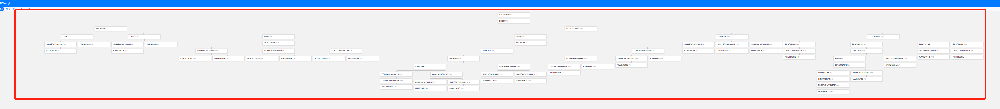 DBinsight
Ast Opt
STATEMENT #0
SELECT #1
ORDERBY #2 SELECTCLAUSE #11
ORDER #3 ORDER #7 FROM #12 WHERE #23 GROUPBY #49 SELECTEXPRS #56
UNRESOLVEDNAME #4 TABLENAME #6 UNRESOLVEDNAME #8 TABLENAME #10 TABLEEXPRS #13 ANDEXPR #24 UNRESOLVEDNAME #50 UNRESOLVEDNAME #52 UNRESOLVEDNAME #54 SELECTEXPR #57 SELECTEXPR #60 SELECTEXPR #72 SELECTEXPR #75
NAMEPARTS #5 NAMEPARTS #9 ALIASEDTABLEEXPR #14 ALIASEDTABLEEXPR #17 ALIASEDTABLEEXPR #20 ANDEXPR #25 COMPARISONEXPR #45 NAMEPARTS #51 NAMEPARTS #53 NAMEPARTS #55 UNRESOLVEDNAME #58 FUNCEXPR #61 UNRESOLVEDNAME #73 UNRESOLVEDNAME #76
ALIASCLAUSE #15 TABLENAME #16 ALIASCLAUSE #18 TABLENAME #19 ALIASCLAUSE #21 TABLENAME #22 ANDEXPR #26 COMPARISONEXPR #41 UNRESOLVEDNAME #46 CASTEXPR #48 NAMEPARTS #59 EXPRS #62 UNRESOLVEDNAME #70 NAMEPARTS #74 NAMEPARTS #77
ANDEXPR #27 COMPARISONEXPR #36 UNRESOLVEDNAME #42 CASTEXPR #44 NAMEPARTS #47 BINARYEXPR #63 NAMEPARTS #71
COMPARISONEXPR #28 COMPARISONEXPR #31 UNRESOLVEDNAME #37 UNRESOLVEDNAME #39 NAMEPARTS #43 PARENEXPR #64 UNRESOLVEDNAME #68
UNRESOLVEDNAME #29 UNRESOLVEDNAME #32 UNRESOLVEDNAME #34 NAMEPARTS #38 NAMEPARTS #40 BINARYEXPR #65 NAMEPARTS #69
NAMEPARTS #30 NAMEPARTS #33 NAMEPARTS #35 UNRESOLVEDNAME #66
NAMEPARTS #67